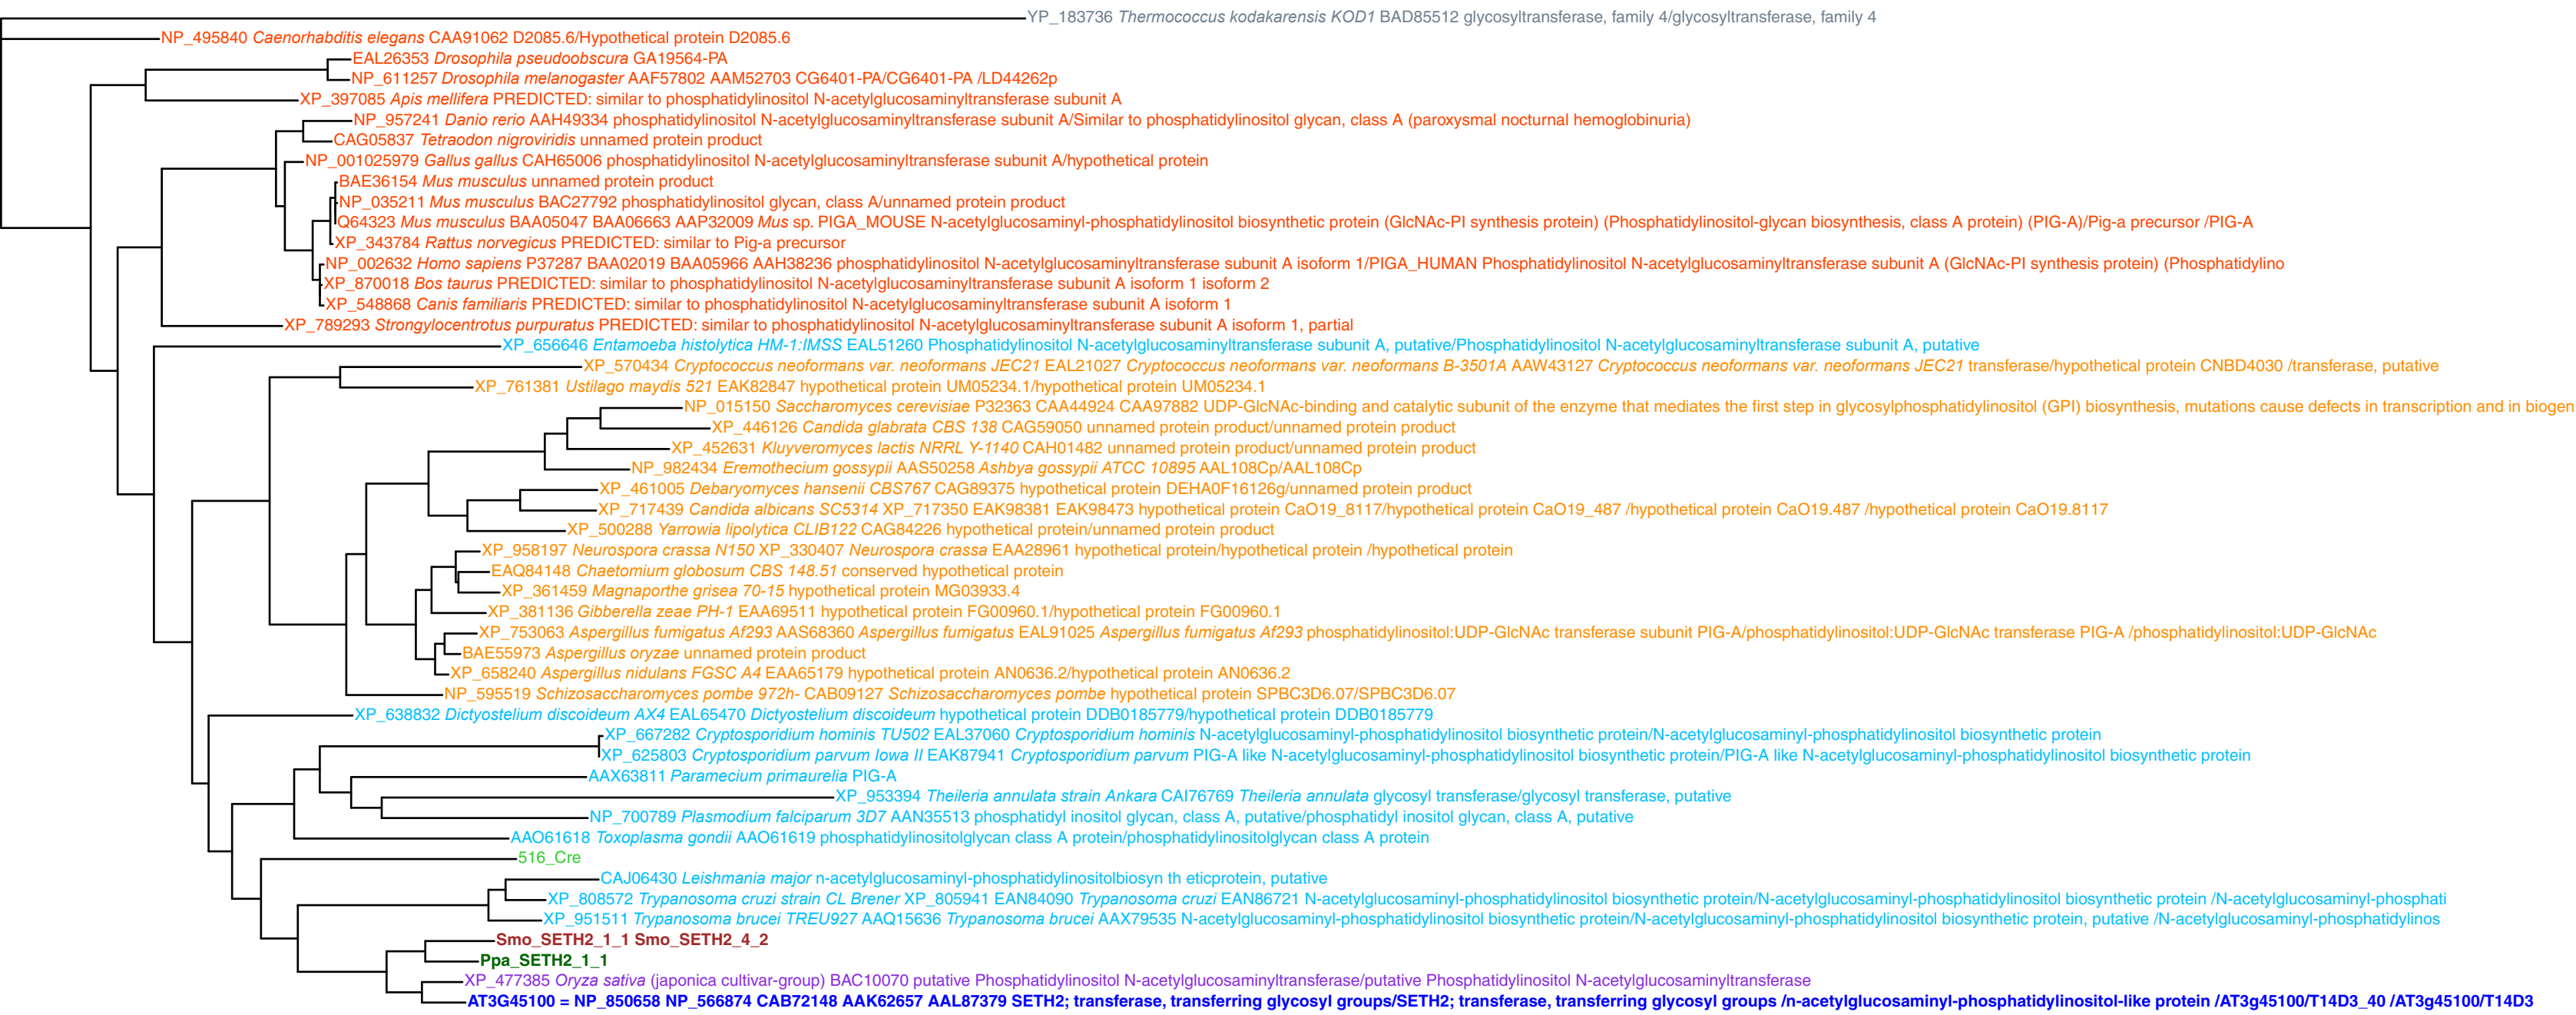 YP_183736 Thermococcus kodakarensis KOD1 BAD85512 glycosyltransferase, family 4/glycosyltransferase, family 4
NP_495840 Caenorhabditis elegans CAA91062 D2085.6/Hypothetical protein D2085.6
EAL26353 Drosophila pseudoobscura GA19564-PA
NP_611257 Drosophila melanogaster AAF57802 AAM52703 CG6401-PA/CG6401-PA /LD44262p
XP_397085 Apis mellifera PREDICTED: similar to phosphatidylinositol N-acetylglucosaminyltransferase subunit A
NP_957241 Danio rerio AAH49334 phosphatidylinositol N-acetylglucosaminyltransferase subunit A/Similar to phosphatidylinositol glycan, class A (paroxysmal nocturnal hemoglobinuria)
CAG05837 Tetraodon nigroviridis unnamed protein product
NP_001025979 Gallus gallus CAH65006 phosphatidylinositol N-acetylglucosaminyltransferase subunit A/hypothetical protein
BAE36154 Mus musculus unnamed protein product
NP_035211 Mus musculus BAC27792 phosphatidylinositol glycan, class A/unnamed protein product
Q64323 Mus musculus BAA05047 BAA06663 AAP32009 Mus sp. PIGA_MOUSE N-acetylglucosaminyl-phosphatidylinositol biosynthetic protein (GlcNAc-PI synthesis protein) (Phosphatidylinositol-glycan biosynthesis, class A protein) (PIG-A)/Pig-a precursor /PIG-A
XP_343784 Rattus norvegicus PREDICTED: similar to Pig-a precursor
NP_002632 Homo sapiens P37287 BAA02019 BAA05966 AAH38236 phosphatidylinositol N-acetylglucosaminyltransferase subunit A isoform 1/PIGA_HUMAN Phosphatidylinositol N-acetylglucosaminyltransferase subunit A (GlcNAc-PI synthesis protein) (Phosphatidylino
XP_870018 Bos taurus PREDICTED: similar to phosphatidylinositol N-acetylglucosaminyltransferase subunit A isoform 1 isoform 2
XP_548868 Canis familiaris PREDICTED: similar to phosphatidylinositol N-acetylglucosaminyltransferase subunit A isoform 1
XP_789293 Strongylocentrotus purpuratus PREDICTED: similar to phosphatidylinositol N-acetylglucosaminyltransferase subunit A isoform 1, partial
XP_656646 Entamoeba histolytica HM-1:IMSS EAL51260 Phosphatidylinositol N-acetylglucosaminyltransferase subunit A, putative/Phosphatidylinositol N-acetylglucosaminyltransferase subunit A, putative
XP_570434 Cryptococcus neoformans var. neoformans JEC21 EAL21027 Cryptococcus neoformans var. neoformans B-3501A AAW43127 Cryptococcus neoformans var. neoformans JEC21 transferase/hypothetical protein CNBD4030 /transferase, putative
XP_761381 Ustilago maydis 521 EAK82847 hypothetical protein UM05234.1/hypothetical protein UM05234.1
NP_015150 Saccharomyces cerevisiae P32363 CAA44924 CAA97882 UDP-GlcNAc-binding and catalytic subunit of the enzyme that mediates the first step in glycosylphosphatidylinositol (GPI) biosynthesis, mutations cause defects in transcription and in biogen
XP_446126 Candida glabrata CBS 138 CAG59050 unnamed protein product/unnamed protein product
XP_452631 Kluyveromyces lactis NRRL Y-1140 CAH01482 unnamed protein product/unnamed protein product
NP_982434 Eremothecium gossypii AAS50258 Ashbya gossypii ATCC 10895 AAL108Cp/AAL108Cp
XP_461005 Debaryomyces hansenii CBS767 CAG89375 hypothetical protein DEHA0F16126g/unnamed protein product
XP_717439 Candida albicans SC5314 XP_717350 EAK98381 EAK98473 hypothetical protein CaO19_8117/hypothetical protein CaO19_487 /hypothetical protein CaO19.487 /hypothetical protein CaO19.8117
XP_500288 Yarrowia lipolytica CLIB122 CAG84226 hypothetical protein/unnamed protein product
XP_958197 Neurospora crassa N150 XP_330407 Neurospora crassa EAA28961 hypothetical protein/hypothetical protein /hypothetical protein
EAQ84148 Chaetomium globosum CBS 148.51 conserved hypothetical protein
XP_361459 Magnaporthe grisea 70-15 hypothetical protein MG03933.4
XP_381136 Gibberella zeae PH-1 EAA69511 hypothetical protein FG00960.1/hypothetical protein FG00960.1
XP_753063 Aspergillus fumigatus Af293 AAS68360 Aspergillus fumigatus EAL91025 Aspergillus fumigatus Af293 phosphatidylinositol:UDP-GlcNAc transferase subunit PIG-A/phosphatidylinositol:UDP-GlcNAc transferase PIG-A /phosphatidylinositol:UDP-GlcNAc
BAE55973 Aspergillus oryzae unnamed protein product
XP_658240 Aspergillus nidulans FGSC A4 EAA65179 hypothetical protein AN0636.2/hypothetical protein AN0636.2
NP_595519 Schizosaccharomyces pombe 972h- CAB09127 Schizosaccharomyces pombe hypothetical protein SPBC3D6.07/SPBC3D6.07
XP_638832 Dictyostelium discoideum AX4 EAL65470 Dictyostelium discoideum hypothetical protein DDB0185779/hypothetical protein DDB0185779
XP_667282 Cryptosporidium hominis TU502 EAL37060 Cryptosporidium hominis N-acetylglucosaminyl-phosphatidylinositol biosynthetic protein/N-acetylglucosaminyl-phosphatidylinositol biosynthetic protein
XP_625803 Cryptosporidium parvum Iowa II EAK87941 Cryptosporidium parvum PIG-A like N-acetylglucosaminyl-phosphatidylinositol biosynthetic protein/PIG-A like N-acetylglucosaminyl-phosphatidylinositol biosynthetic protein
AAX63811 Paramecium primaurelia PIG-A
XP_953394 Theileria annulata strain Ankara CAI76769 Theileria annulata glycosyl transferase/glycosyl transferase, putative
NP_700789 Plasmodium falciparum 3D7 AAN35513 phosphatidyl inositol glycan, class A, putative/phosphatidyl inositol glycan, class A, putative
AAO61618 Toxoplasma gondii AAO61619 phosphatidylinositolglycan class A protein/phosphatidylinositolglycan class A protein
516_Cre
CAJ06430 Leishmania major n-acetylglucosaminyl-phosphatidylinositolbiosyn th eticprotein, putative
XP_808572 Trypanosoma cruzi strain CL Brener XP_805941 EAN84090 Trypanosoma cruzi EAN86721 N-acetylglucosaminyl-phosphatidylinositol biosynthetic protein/N-acetylglucosaminyl-phosphatidylinositol biosynthetic protein /N-acetylglucosaminyl-phosphati
XP_951511 Trypanosoma brucei TREU927 AAQ15636 Trypanosoma brucei AAX79535 N-acetylglucosaminyl-phosphatidylinositol biosynthetic protein/N-acetylglucosaminyl-phosphatidylinositol biosynthetic protein, putative /N-acetylglucosaminyl-phosphatidylinos
Smo_SETH2_1_1 Smo_SETH2_4_2
Ppa_SETH2_1_1
XP_477385 Oryza sativa (japonica cultivar-group) BAC10070 putative Phosphatidylinositol N-acetylglucosaminyltransferase/putative Phosphatidylinositol N-acetylglucosaminyltransferase
AT3G45100 = NP_850658 NP_566874 CAB72148 AAK62657 AAL87379 SETH2; transferase, transferring glycosyl groups/SETH2; transferase, transferring glycosyl groups /n-acetylglucosaminyl-phosphatidylinositol-like protein /AT3g45100/T14D3_40 /AT3g45100/T14D3